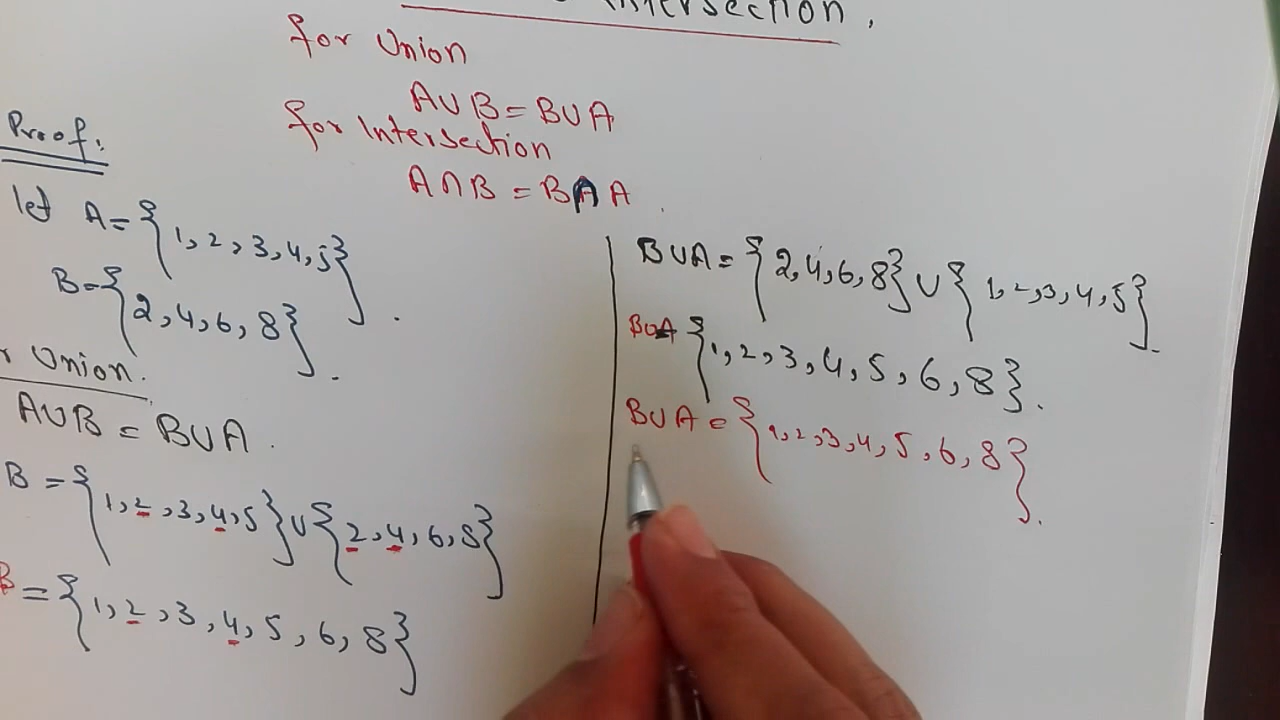 Intersection.
for Union
A∪B = B∪A
for Intersection
A∩B = B∩A.
Proof:
let A = {1, 2, 3, 4, 5}.
B = {2, 4, 6, 8}.
Union.
A∪B = B∪A.
B = {1, 2, 3, 4, 5} ∪ {2, 4, 6, 8}
B = {1, 2, 3, 4, 5, 6, 8}
B∪A = {2, 4, 6, 8} ∪ {1, 2, 3, 4, 5}.
B∪A {1, 2, 3, 4, 5, 6, 8}.
B∪A = {1, 2, 3, 4, 5, 6, 8}.